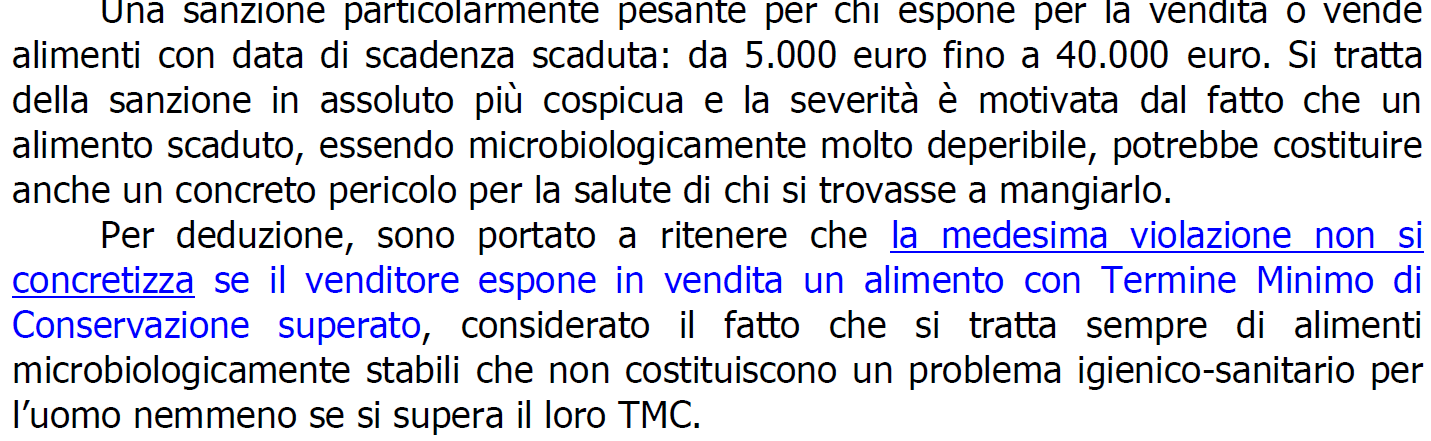 Una sanzione particolarmente pesante per chi espone per la vendita o vende
alimenti con data di scadenza scaduta: da 5.000 euro fino a 40.000 euro. Si tratta
della sanzione in assoluto più cospicua e la severità è motivata dal fatto che un
alimento scaduto, essendo microbiologicamente molto deperibile, potrebbe costituire
anche un concreto pericolo per la salute di chi si trovasse a mangiarlo.
Per deduzione, sono portato a ritenere che la medesima violazione non si
concretizza se il venditore espone in vendita un alimento con Termine Minimo di
Conservazione superato, considerato il fatto che si tratta sempre di alimenti
microbiologicamente stabili che non costituiscono un problema igienico-sanitario per
l’uomo nemmeno se si supera il loro TMC.